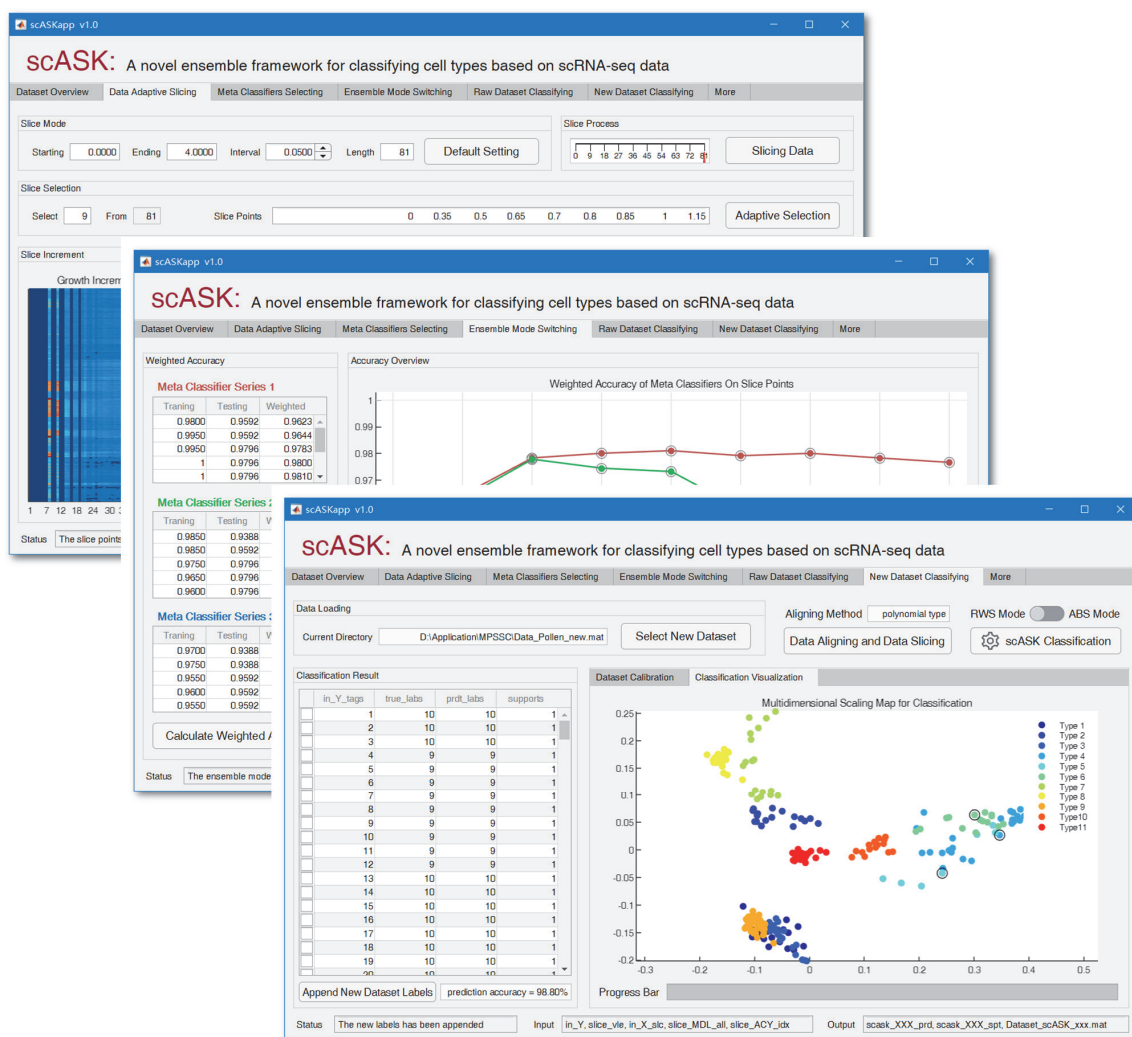 scASKapp v1.0
scASK: A novel ensemble framework for classifying cell types based on scRNA-seq data
Dataset Overview Data Adaptive Slicing Meta Classifiers Selecting Ensemble Mode Switching Raw Dataset Classifying New Dataset Classifying More
Slice Mode
Starting 0.0000 Ending 4.0000 Interval 0.0500 Length 81 Default Setting
Slice Process
0 9 18 27 36 45 54 63 72 81
Slicing Data
Slice Selection
Select 9 From 81 Slice Points 0 0.35 0.5 0.65 0.7 0.8 0.85 1 1.15 Adaptive Selection
Slice Increment
Growth Increm
1 7 12 18 24 30
Status The slice points
scASKapp v1.0
scASK: A novel ensemble framework for classifying cell types based on scRNA-seq data
Dataset Overview Data Adaptive Slicing Meta Classifiers Selecting Ensemble Mode Switching Raw Dataset Classifying New Dataset Classifying More
Weighted Accuracy
Meta Classifier Series 1
Traning Testing Weighted
0.9800 0.9592 0.9623
0.9950 0.9592 0.9644
0.9950 0.9796 0.9783
1 0.9796 0.9800
1 0.9796 0.9810
Meta Classifier Series 2
Traning Testing W
0.9850 0.9388
0.9850 0.9592
0.9750 0.9796
0.9650 0.9796
0.9600 0.9796
Meta Classifier Series 3
Traning Testing W
0.9700 0.9388
0.9750 0.9388
0.9550 0.9592
0.9600 0.9592
0.9550 0.9592
Calculate Weighted A
Status The ensemble mode
Accuracy Overview
Weighted Accuracy of Meta Classifiers On Slice Points
1
0.99
0.98
0.97
scASKapp v1.0
scASK: A novel ensemble framework for classifying cell types based on scRNA-seq data
Dataset Overview Data Adaptive Slicing Meta Classifiers Selecting Ensemble Mode Switching Raw Dataset Classifying New Dataset Classifying More
Data Loading
Current Directory D:\Application\MPSSC\Data_Pollen_new.mat Select New Dataset
Aligning Method polynomial type RWS Mode ABS Mode
Data Aligning and Data Slicing scASK Classification
Classification Result
in_Y_tags true_labs prdt_labs supports
1 10 10 1
2 10 10 1
3 10 10 1
4 9 9 1
5 9 9 1
6 9 9 1
7 9 9 1
8 9 9 1
9 9 9 1
10 9 9 1
11 9 9 1
12 9 9 1
13 10 10 1
14 10 10 1
15 10 10 1
16 10 10 1
17 10 10 1
18 10 10 1
19 10 10 1
20 10 10 1
Append New Dataset Labels prediction accuracy = 98.80%
Dataset Calibration Classification Visualization
Multidimensional Scaling Map for Classification
0.25
0.2
0.15
0.1
0.05
0
-0.05
-0.1
-0.15
-0.2
-0.3 -0.2 -0.1 0 0.1 0.2 0.3 0.4 0.5
Type 1
Type 2
Type 3
Type 4
Type 5
Type 6
Type 7
Type 8
Type 9
Type10
Type11
Progress Bar
Status The new labels has been appended Input in_Y, slice_vle, in_X_slc, slice_MDL_all, slice_ACY_idx Output scask_XXX_prd, scask_XXX_spt, Dataset_scASK_xxx.mat